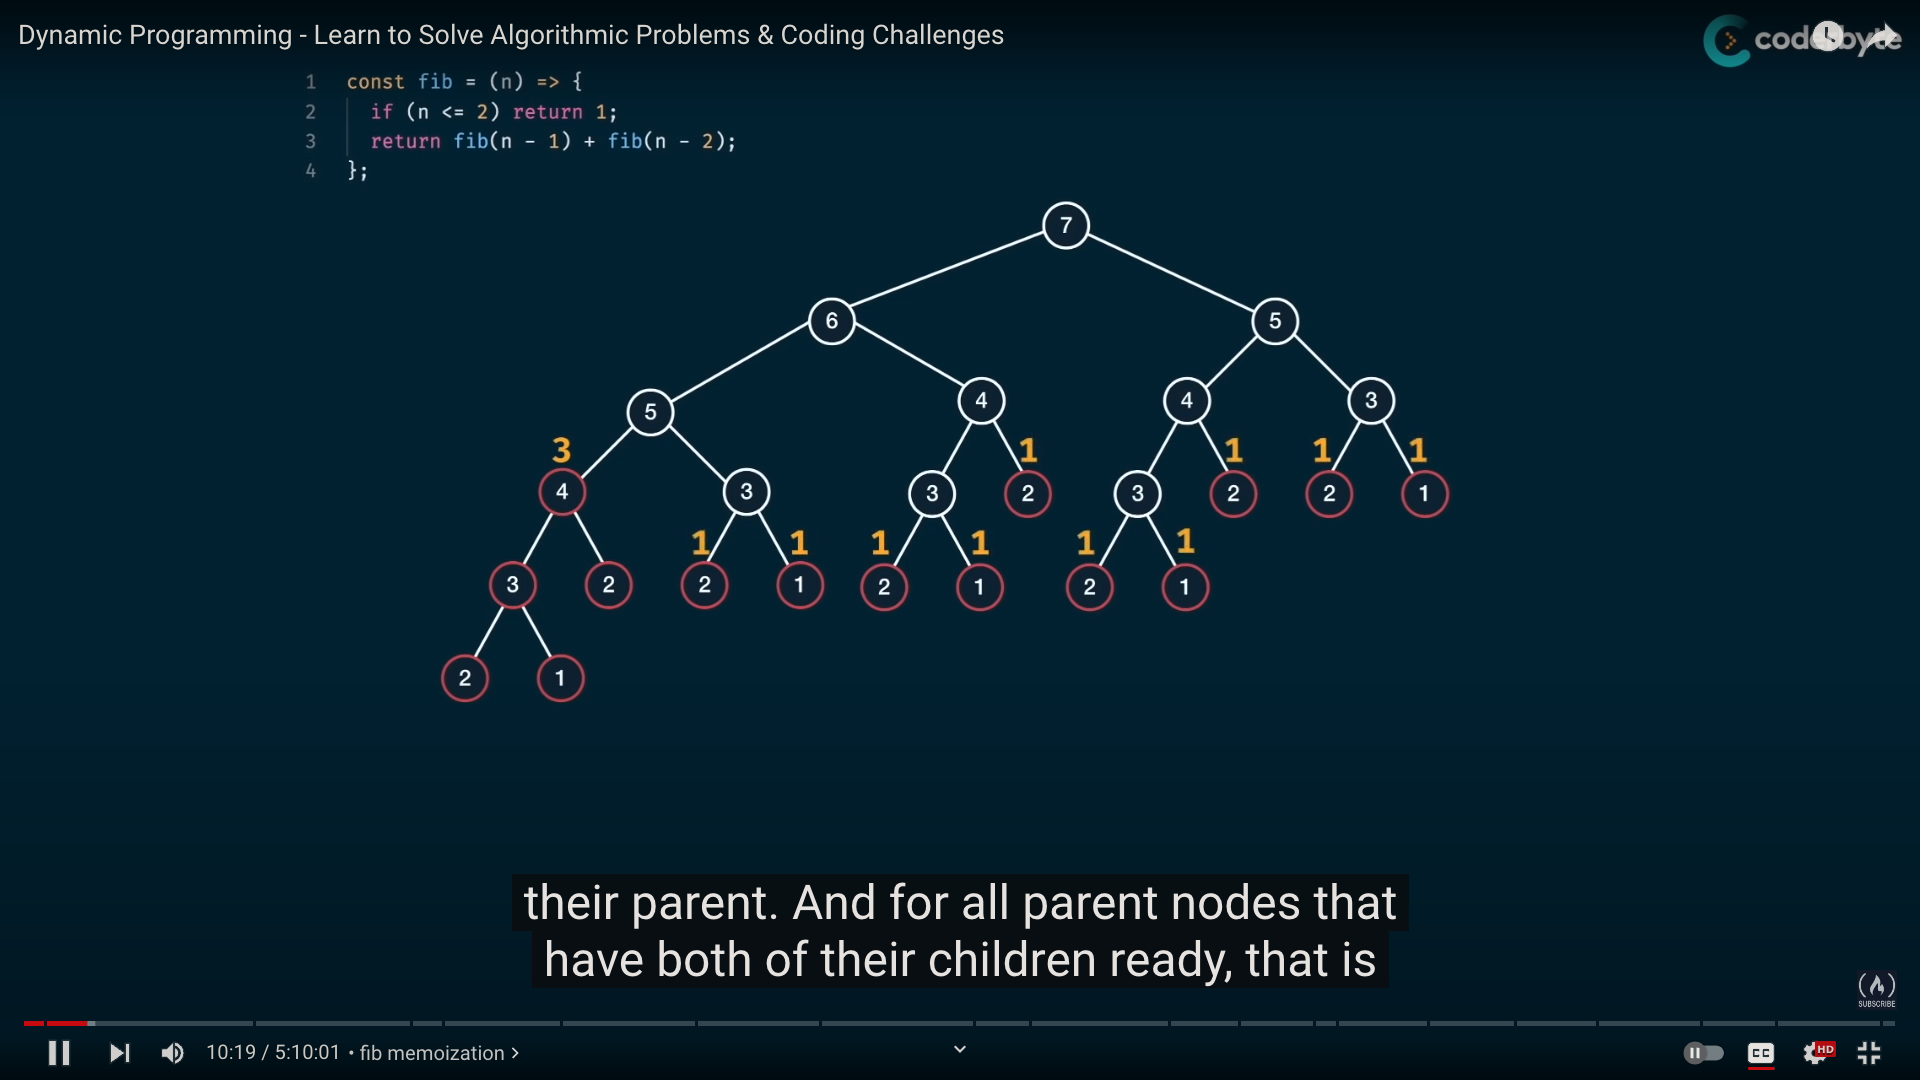 Dynamic Programming - Learn to Solve Algorithmic Problems & Coding Challenges
coderbyte
1 const fib = (n) => {
2 if (n <= 2) return 1;
3 return fib(n - 1) + fib(n - 2);
4 };
7
6 5
5 4 4 3
3 1 1 1 1
4 3 3 2 3 2 2 1
1 1 1 1 1 1
3 2 2 1 2 1 2 1
2 1
their parent. And for all parent nodes that
have both of their children ready, that is
SUBSCRIBE
10:19 / 5:10:01 • fib memoization >
CC
HD